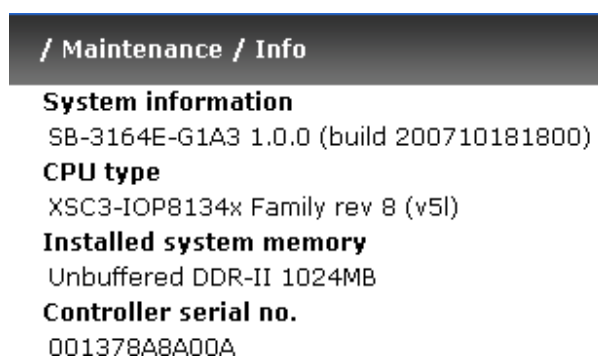 / Maintenance / Info
System information
SB-3164E-G1A3 1.0.0 (build 200710181800)
CPU type
XSC3-IOP8134x Family rev 8 (v5l)
Installed system memory
Unbuffered DDR-II 1024MB
Controller serial no.
001378A8A00A